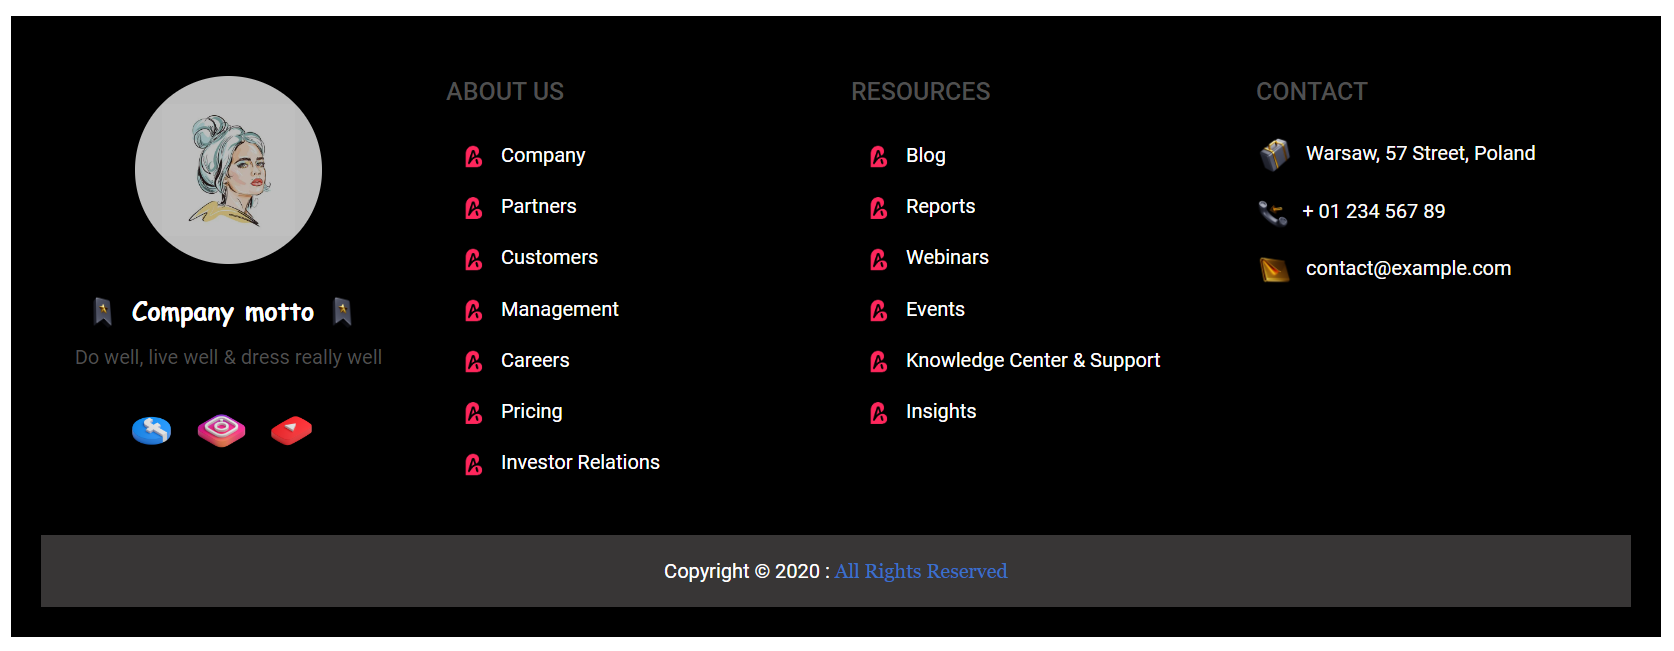 Company motto
Do well, live well & dress really well
ABOUT US
Company
Partners
Customers
Management
Careers
Pricing
Investor Relations
RESOURCES
Blog
Reports
Webinars
Events
Knowledge Center & Support
Insights
CONTACT
Warsaw, 57 Street, Poland
+ 01 234 567 89
contact@example.com
Copyright © 2020 : All Rights Reserved